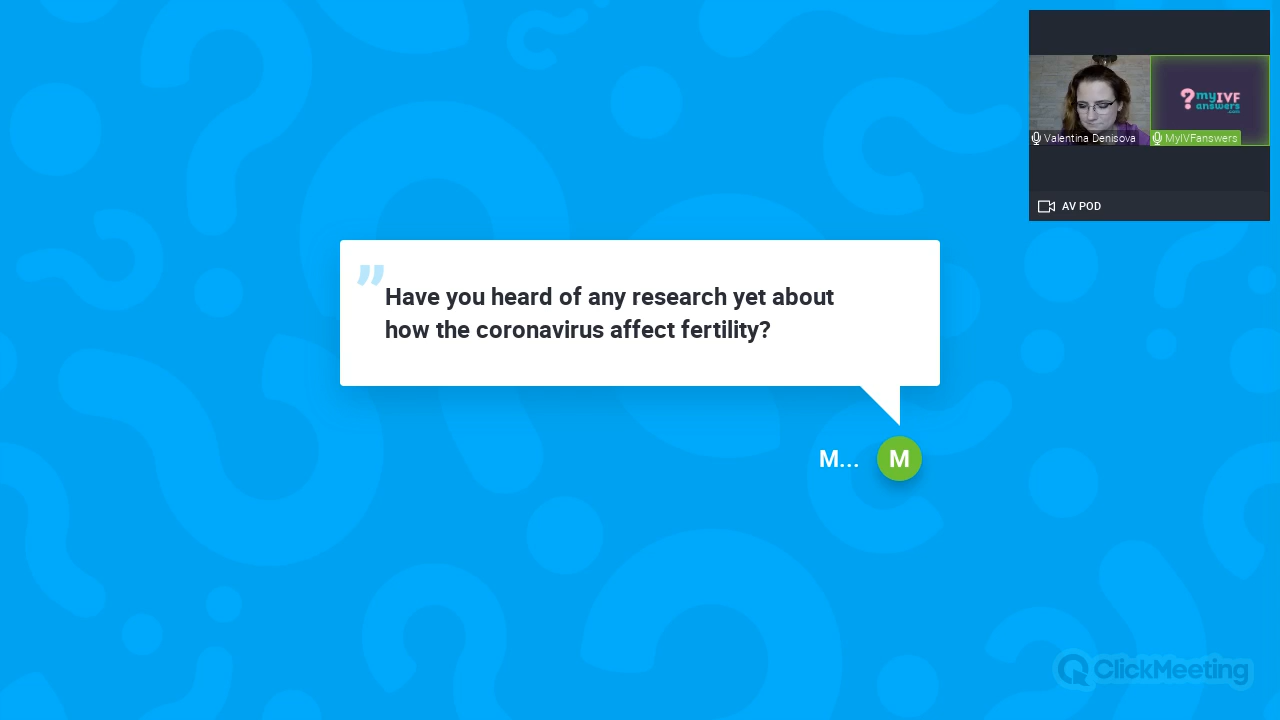 ?myIVF
answers
.com
Valentina Denisova
MyIVFanswers
AV POD
”
Have you heard of any research yet about
how the coronavirus affect fertility?
M...
M
ClickMeeting